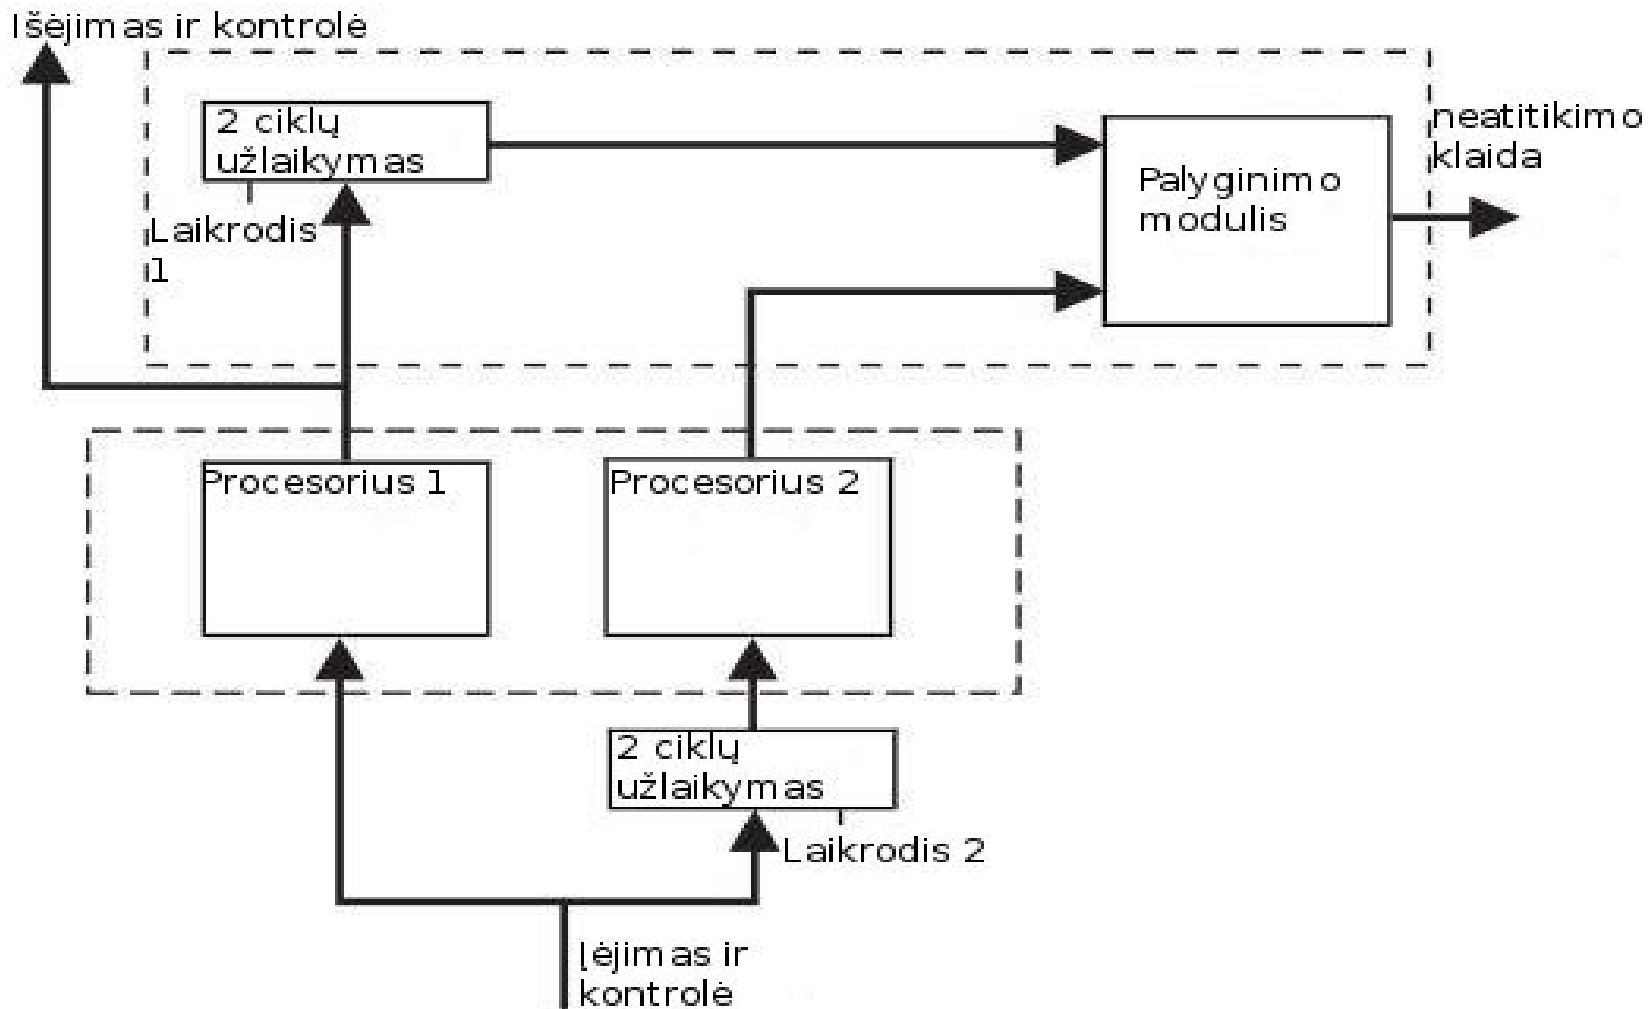 Išėjimas ir kontrolė
2 ciklų
užlaikymas
Laikrodis
1
Palyginimo
modulis
neatitikimo
klaida
Procesorius 1
Procesorius 2
2 ciklų
užlaikymas
Laikrodis 2
Įėjimas ir
kontrolė